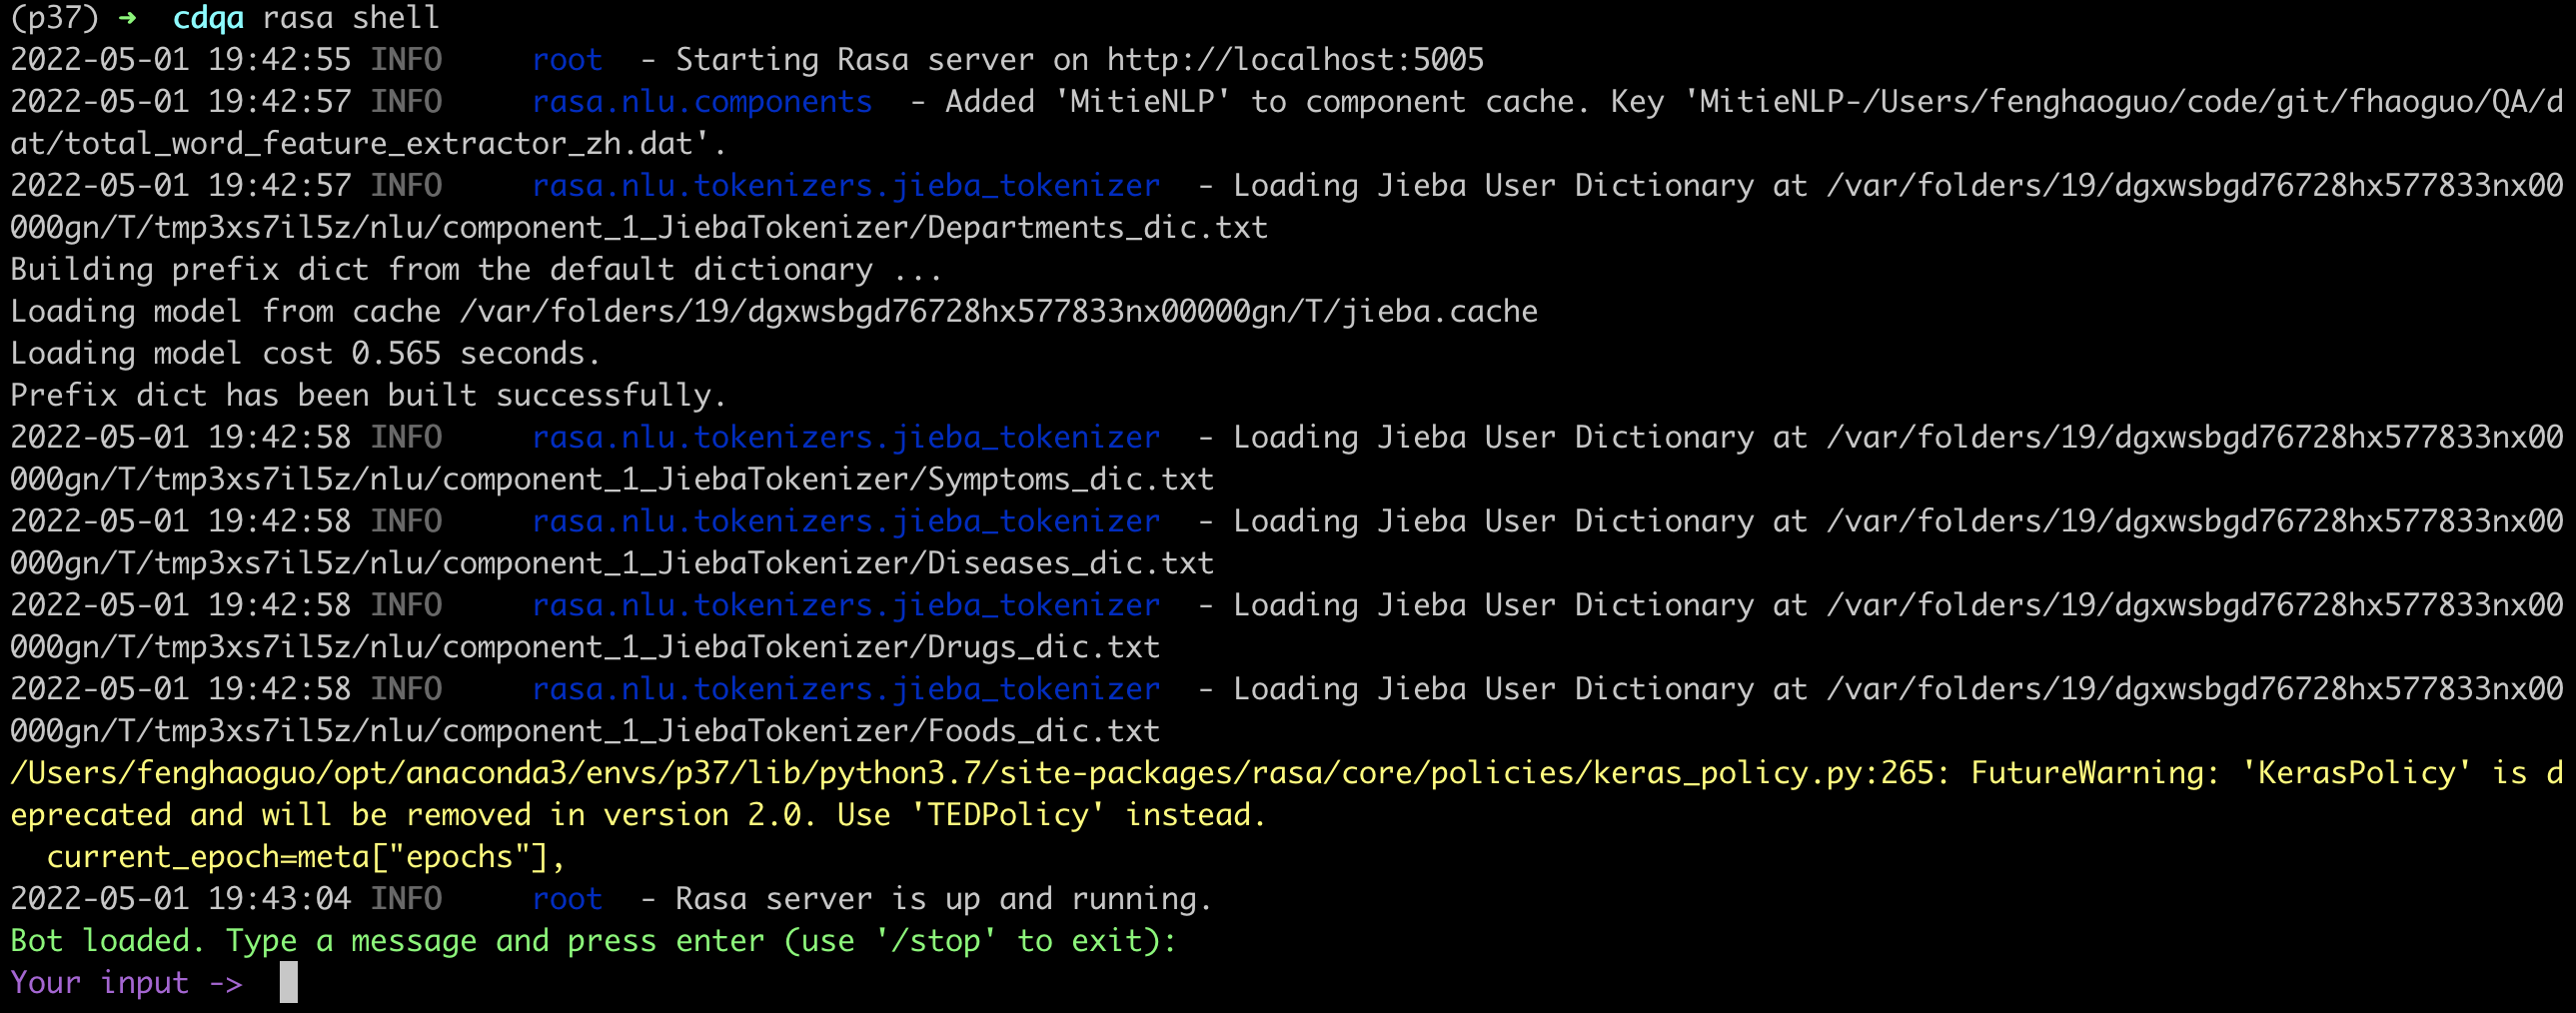 (p37) ➜  cdqa rasa shell
2022-05-01 19:42:55 INFO     root  - Starting Rasa server on http://localhost:5005
2022-05-01 19:42:57 INFO     rasa.nlu.components  - Added 'MitieNLP' to component cache. Key 'MitieNLP-/Users/fenghaoguo/code/git/fhaoguo/QA/d
at/total_word_feature_extractor_zh.dat'.
2022-05-01 19:42:57 INFO     rasa.nlu.tokenizers.jieba_tokenizer  - Loading Jieba User Dictionary at /var/folders/19/dgxwsbgd76728hx577833nx00
000gn/T/tmp3xs7il5z/nlu/component_1_JiebaTokenizer/Departments_dic.txt
Building prefix dict from the default dictionary ...
Loading model from cache /var/folders/19/dgxwsbgd76728hx577833nx00000gn/T/jieba.cache
Loading model cost 0.565 seconds.
Prefix dict has been built successfully.
2022-05-01 19:42:58 INFO     rasa.nlu.tokenizers.jieba_tokenizer  - Loading Jieba User Dictionary at /var/folders/19/dgxwsbgd76728hx577833nx00
000gn/T/tmp3xs7il5z/nlu/component_1_JiebaTokenizer/Symptoms_dic.txt
2022-05-01 19:42:58 INFO     rasa.nlu.tokenizers.jieba_tokenizer  - Loading Jieba User Dictionary at /var/folders/19/dgxwsbgd76728hx577833nx00
000gn/T/tmp3xs7il5z/nlu/component_1_JiebaTokenizer/Diseases_dic.txt
2022-05-01 19:42:58 INFO     rasa.nlu.tokenizers.jieba_tokenizer  - Loading Jieba User Dictionary at /var/folders/19/dgxwsbgd76728hx577833nx00
000gn/T/tmp3xs7il5z/nlu/component_1_JiebaTokenizer/Drugs_dic.txt
2022-05-01 19:42:58 INFO     rasa.nlu.tokenizers.jieba_tokenizer  - Loading Jieba User Dictionary at /var/folders/19/dgxwsbgd76728hx577833nx00
000gn/T/tmp3xs7il5z/nlu/component_1_JiebaTokenizer/Foods_dic.txt
/Users/fenghaoguo/opt/anaconda3/envs/p37/lib/python3.7/site-packages/rasa/core/policies/keras_policy.py:265: FutureWarning: 'KerasPolicy' is d
eprecated and will be removed in version 2.0. Use 'TEDPolicy' instead.
  current_epoch=meta["epochs"],
2022-05-01 19:43:04 INFO     root  - Rasa server is up and running.
Bot loaded. Type a message and press enter (use '/stop' to exit):
Your input ->